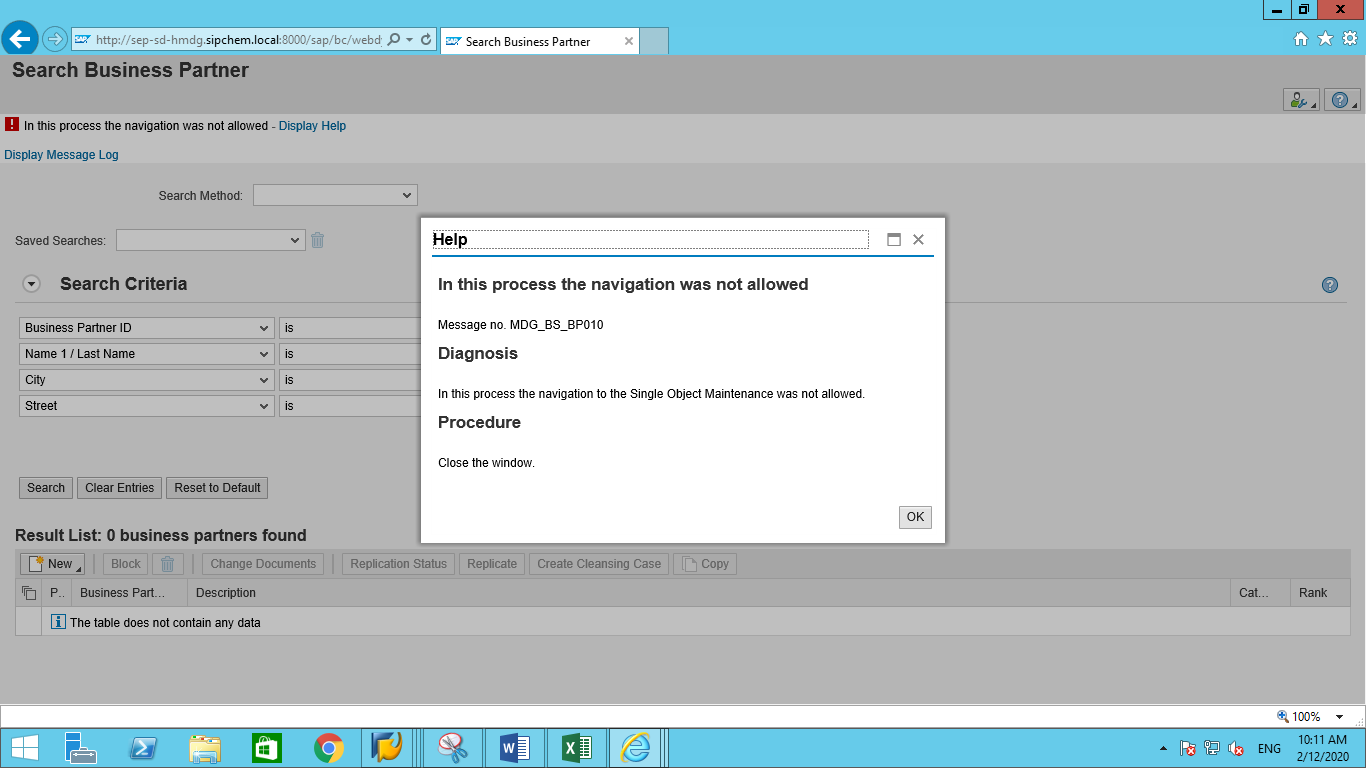 http://sep-sd-hmdg.sipchem.local:8000/sap/bc/webdy
SAP Search Business Partner
Search Business Partner
In this process the navigation was not allowed - Display Help
Display Message Log
Search Method:
Saved Searches:
Help
In this process the navigation was not allowed
Message no. MDG_BS_BP010
Diagnosis
In this process the navigation to the Single Object Maintenance was not allowed.
Procedure
Close the window.
OK
Search Criteria
Business Partner ID is
Name 1 / Last Name is
City is
Street is
Search Clear Entries Reset to Default
Result List: 0 business partners found
New Block Change Documents Replication Status Replicate Create Cleansing Case Copy
P.. Business Part... Description Cat... Rank
The table does not contain any data
100%
ENG
10:11 AM
2/12/2020